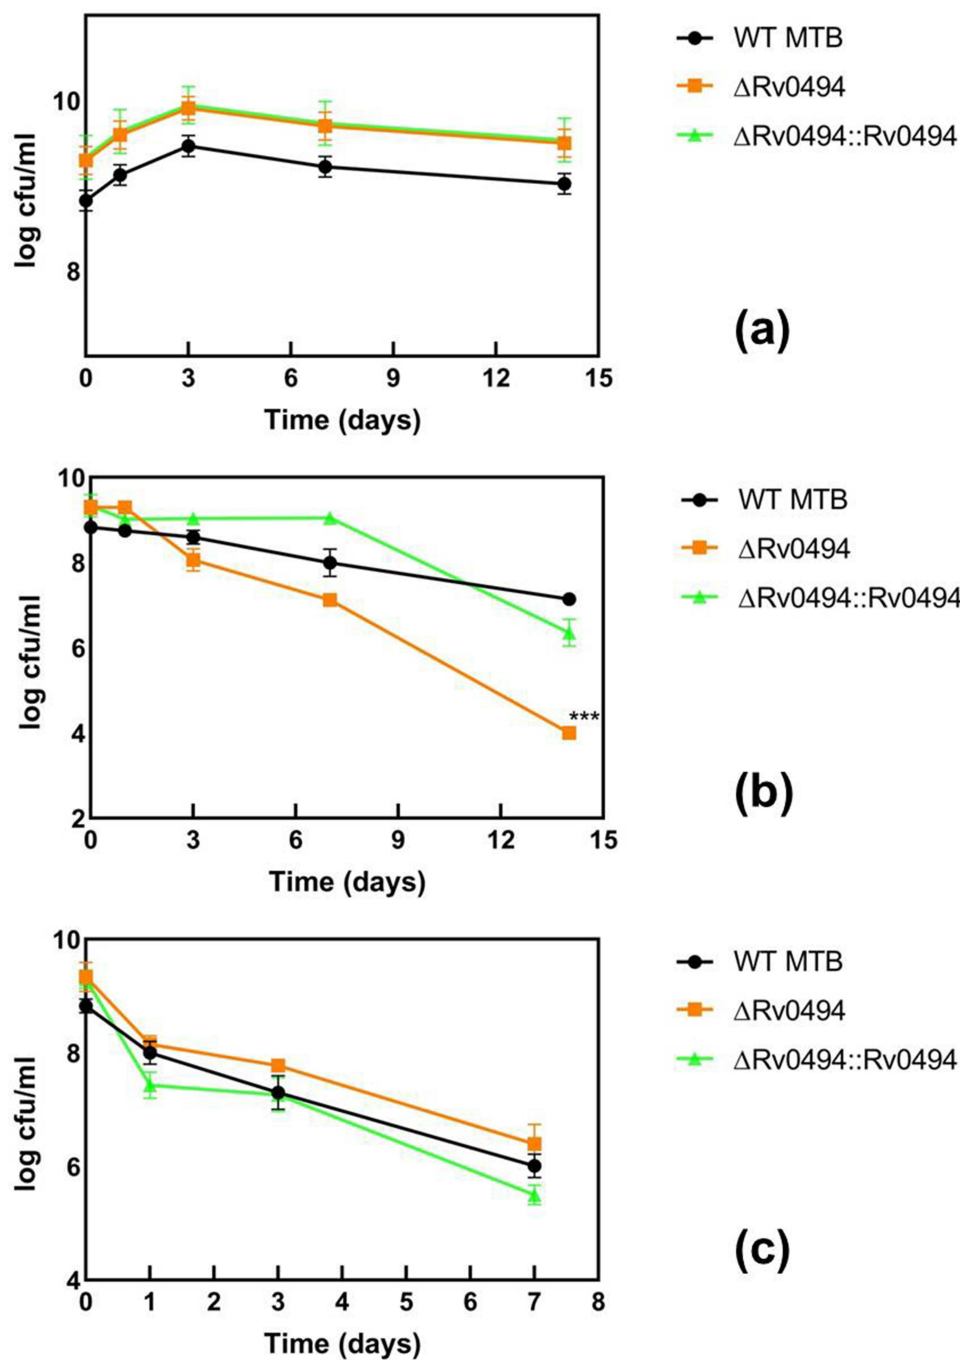 WT MTB
ΔRv0494
ΔRv0494::Rv0494
10
8
log cfu/ml
0 3 6 9 12 15
Time (days)
(a)
WT MTB
ΔRv0494
ΔRv0494::Rv0494
10
8
6
4
2
log cfu/ml
***
0 3 6 9 12 15
Time (days)
(b)
WT MTB
ΔRv0494
ΔRv0494::Rv0494
10
8
6
4
log cfu/ml
0 1 2 3 4 5 6 7 8
Time (days)
(c)